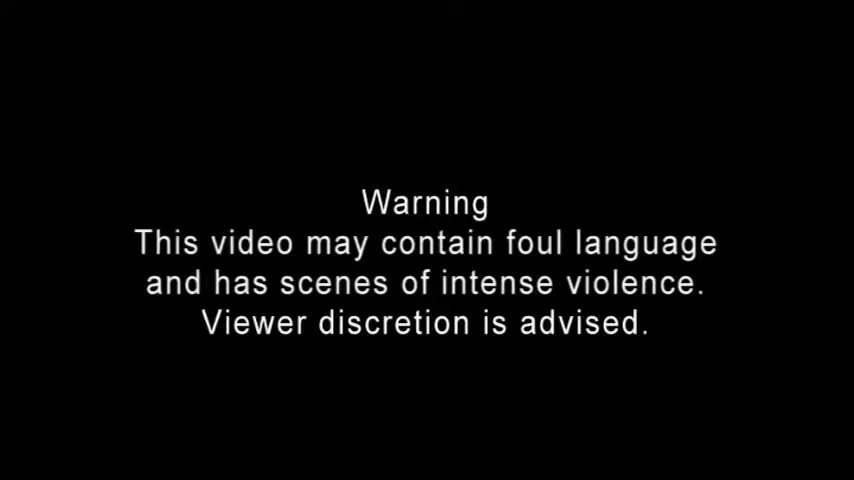 Warning
This video may contain foul language
and has scenes of intense violence.
Viewer discretion is advised.